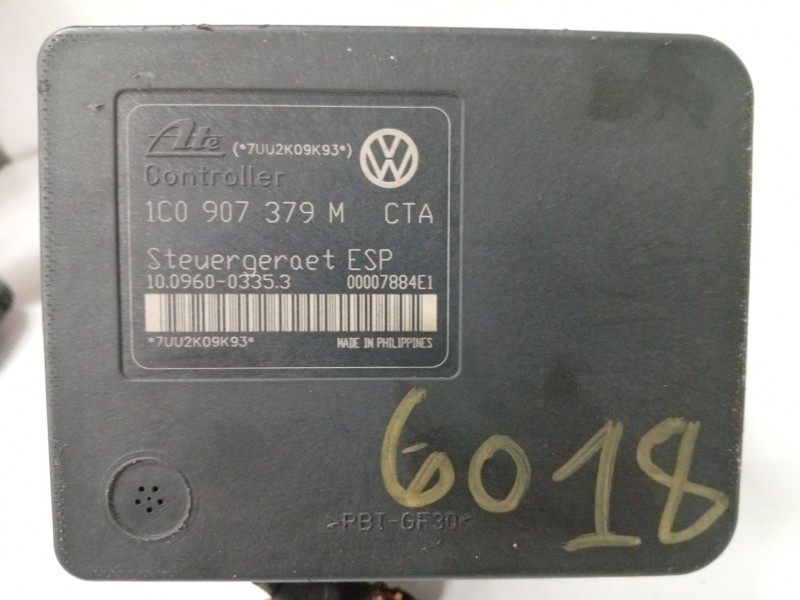 Ate (*7UU2K09K93*)
Controller
1C0 907 379 M CTA
Steuergeraet ESP
10.0960-0335.3 00007884E1
*7UU2K09K93* MADE IN PHILIPPINES
6018
>PBT-GF30<